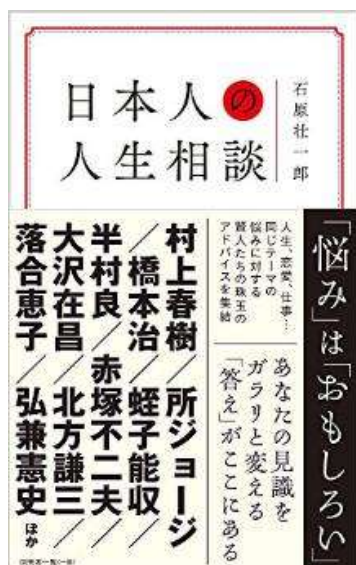 日本人の
人生相談
石原壮一郎
「悩み」は「おもしろい」
人生、恋愛、仕事…
同じテーマの
悩みに対する
賢人たちの珠玉の
アドバイスを集結
あなたの見識を
ガラリと変える
「答え」がここにある
村上春樹／所ジョージ
／橋本治／蛭子能収／
半村良／赤塚不二夫／
大沢在昌／北方謙三／
落合恵子／弘兼憲史 ほか